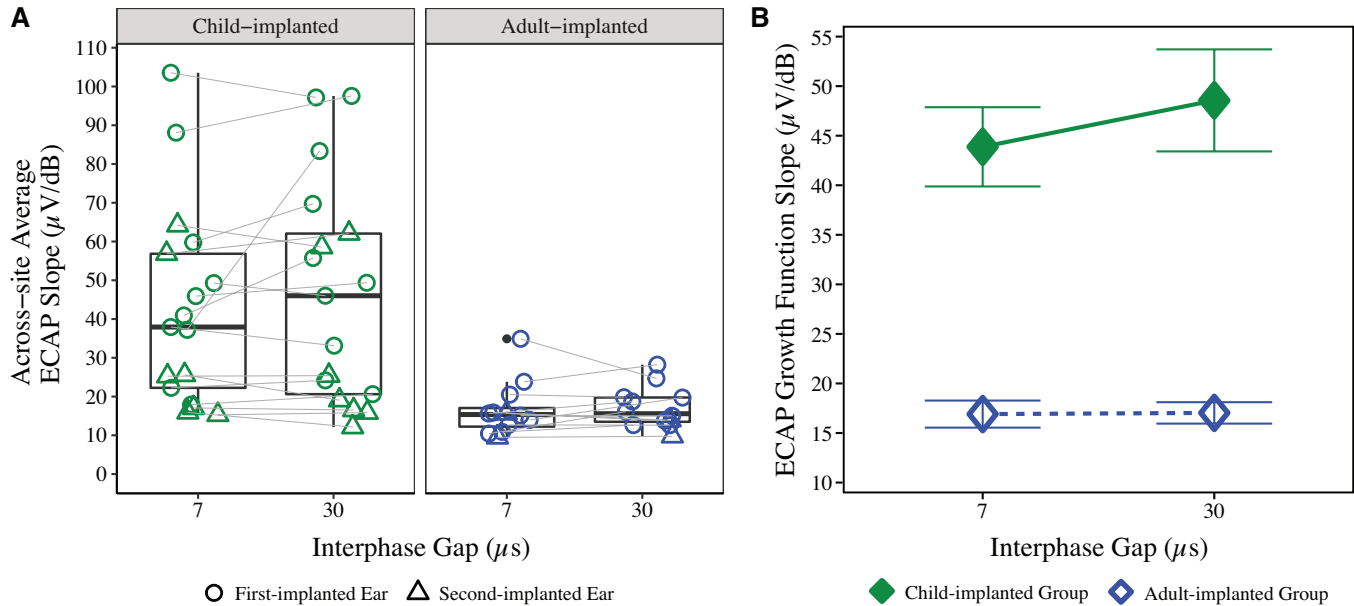 A
Child–implanted
Adult–implanted
Across–site Average
ECAP Slope (µV/dB)
110
100
90
80
70
60
50
40
30
20
10
0
7
30
7
30
Interphase Gap (µs)
First-implanted Ear
Second-implanted Ear
B
ECAP Growth Function Slope (µV/dB)
55
50
45
40
35
30
25
20
15
10
7
30
Interphase Gap (µs)
Child-implanted Group
Adult-implanted Group